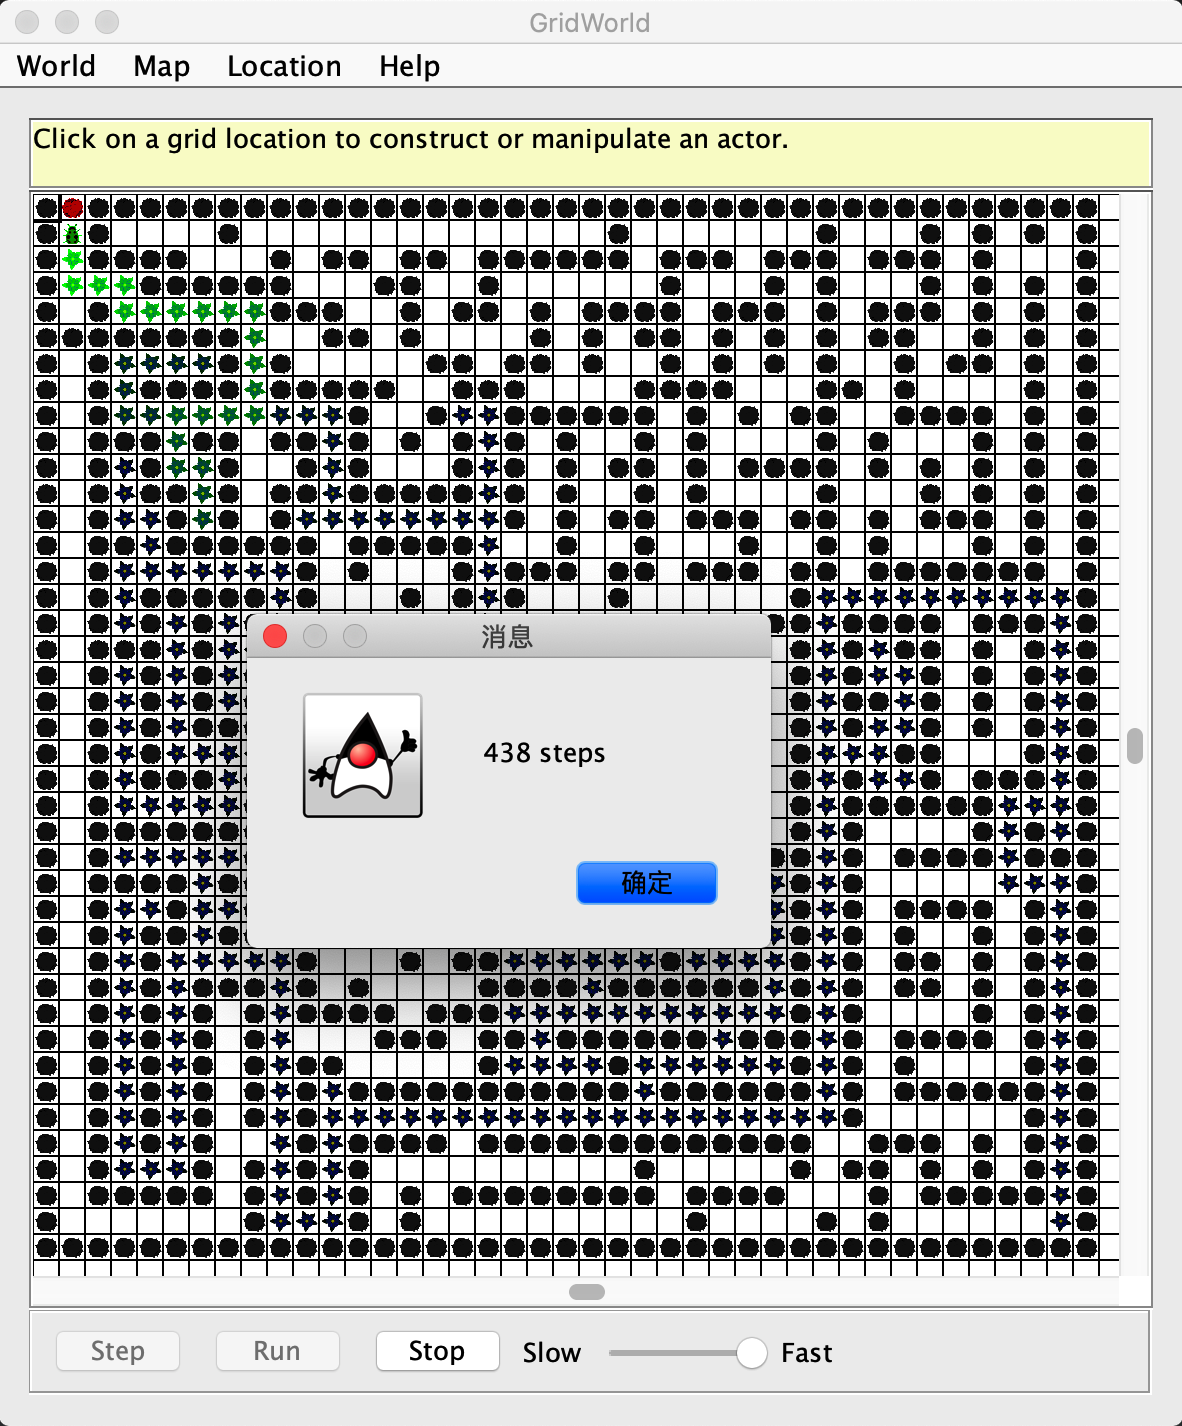 GridWorld
World Map Location Help
Click on a grid location to construct or manipulate an actor.
消息
438 steps
确定
Step Run Stop Slow Fast